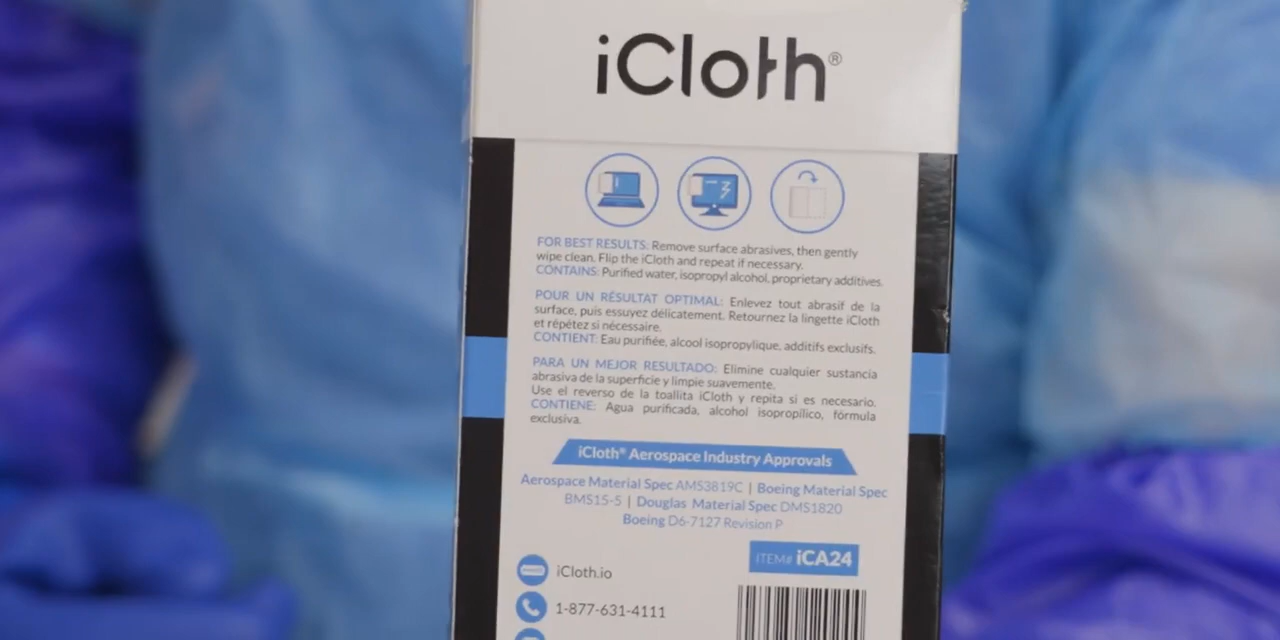 iCloth®
FOR BEST RESULTS: Remove surface abrasives, then gently
wipe clean. Flip the iCloth and repeat if necessary.
CONTAINS: Purified water, isopropyl alcohol, proprietary additives.
POUR UN RÉSULTAT OPTIMAL: Enlevez tout abrasif de la
surface, puis essuyez délicatement. Retournez la lingette iCloth
et répétez si nécessaire.
CONTIENT: Eau purifiée, alcool isopropylique, additifs exclusifs.
PARA UN MEJOR RESULTADO: Elimine cualquier sustancia
abrasiva de la superficie y limpie suavemente.
Use el reverso de la toallita iCloth y repita si es necesario.
CONTIENE: Agua purificada, alcohol isopropílico, fórmula
exclusiva.
iCloth® Aerospace Industry Approvals
Aerospace Material Spec AMS3819C | Boeing Material Spec
BMS15-5 | Douglas Material Spec DMS1820
Boeing D6-7127 Revision P
ITEM# iCA24
iCloth.io
1-877-631-4111